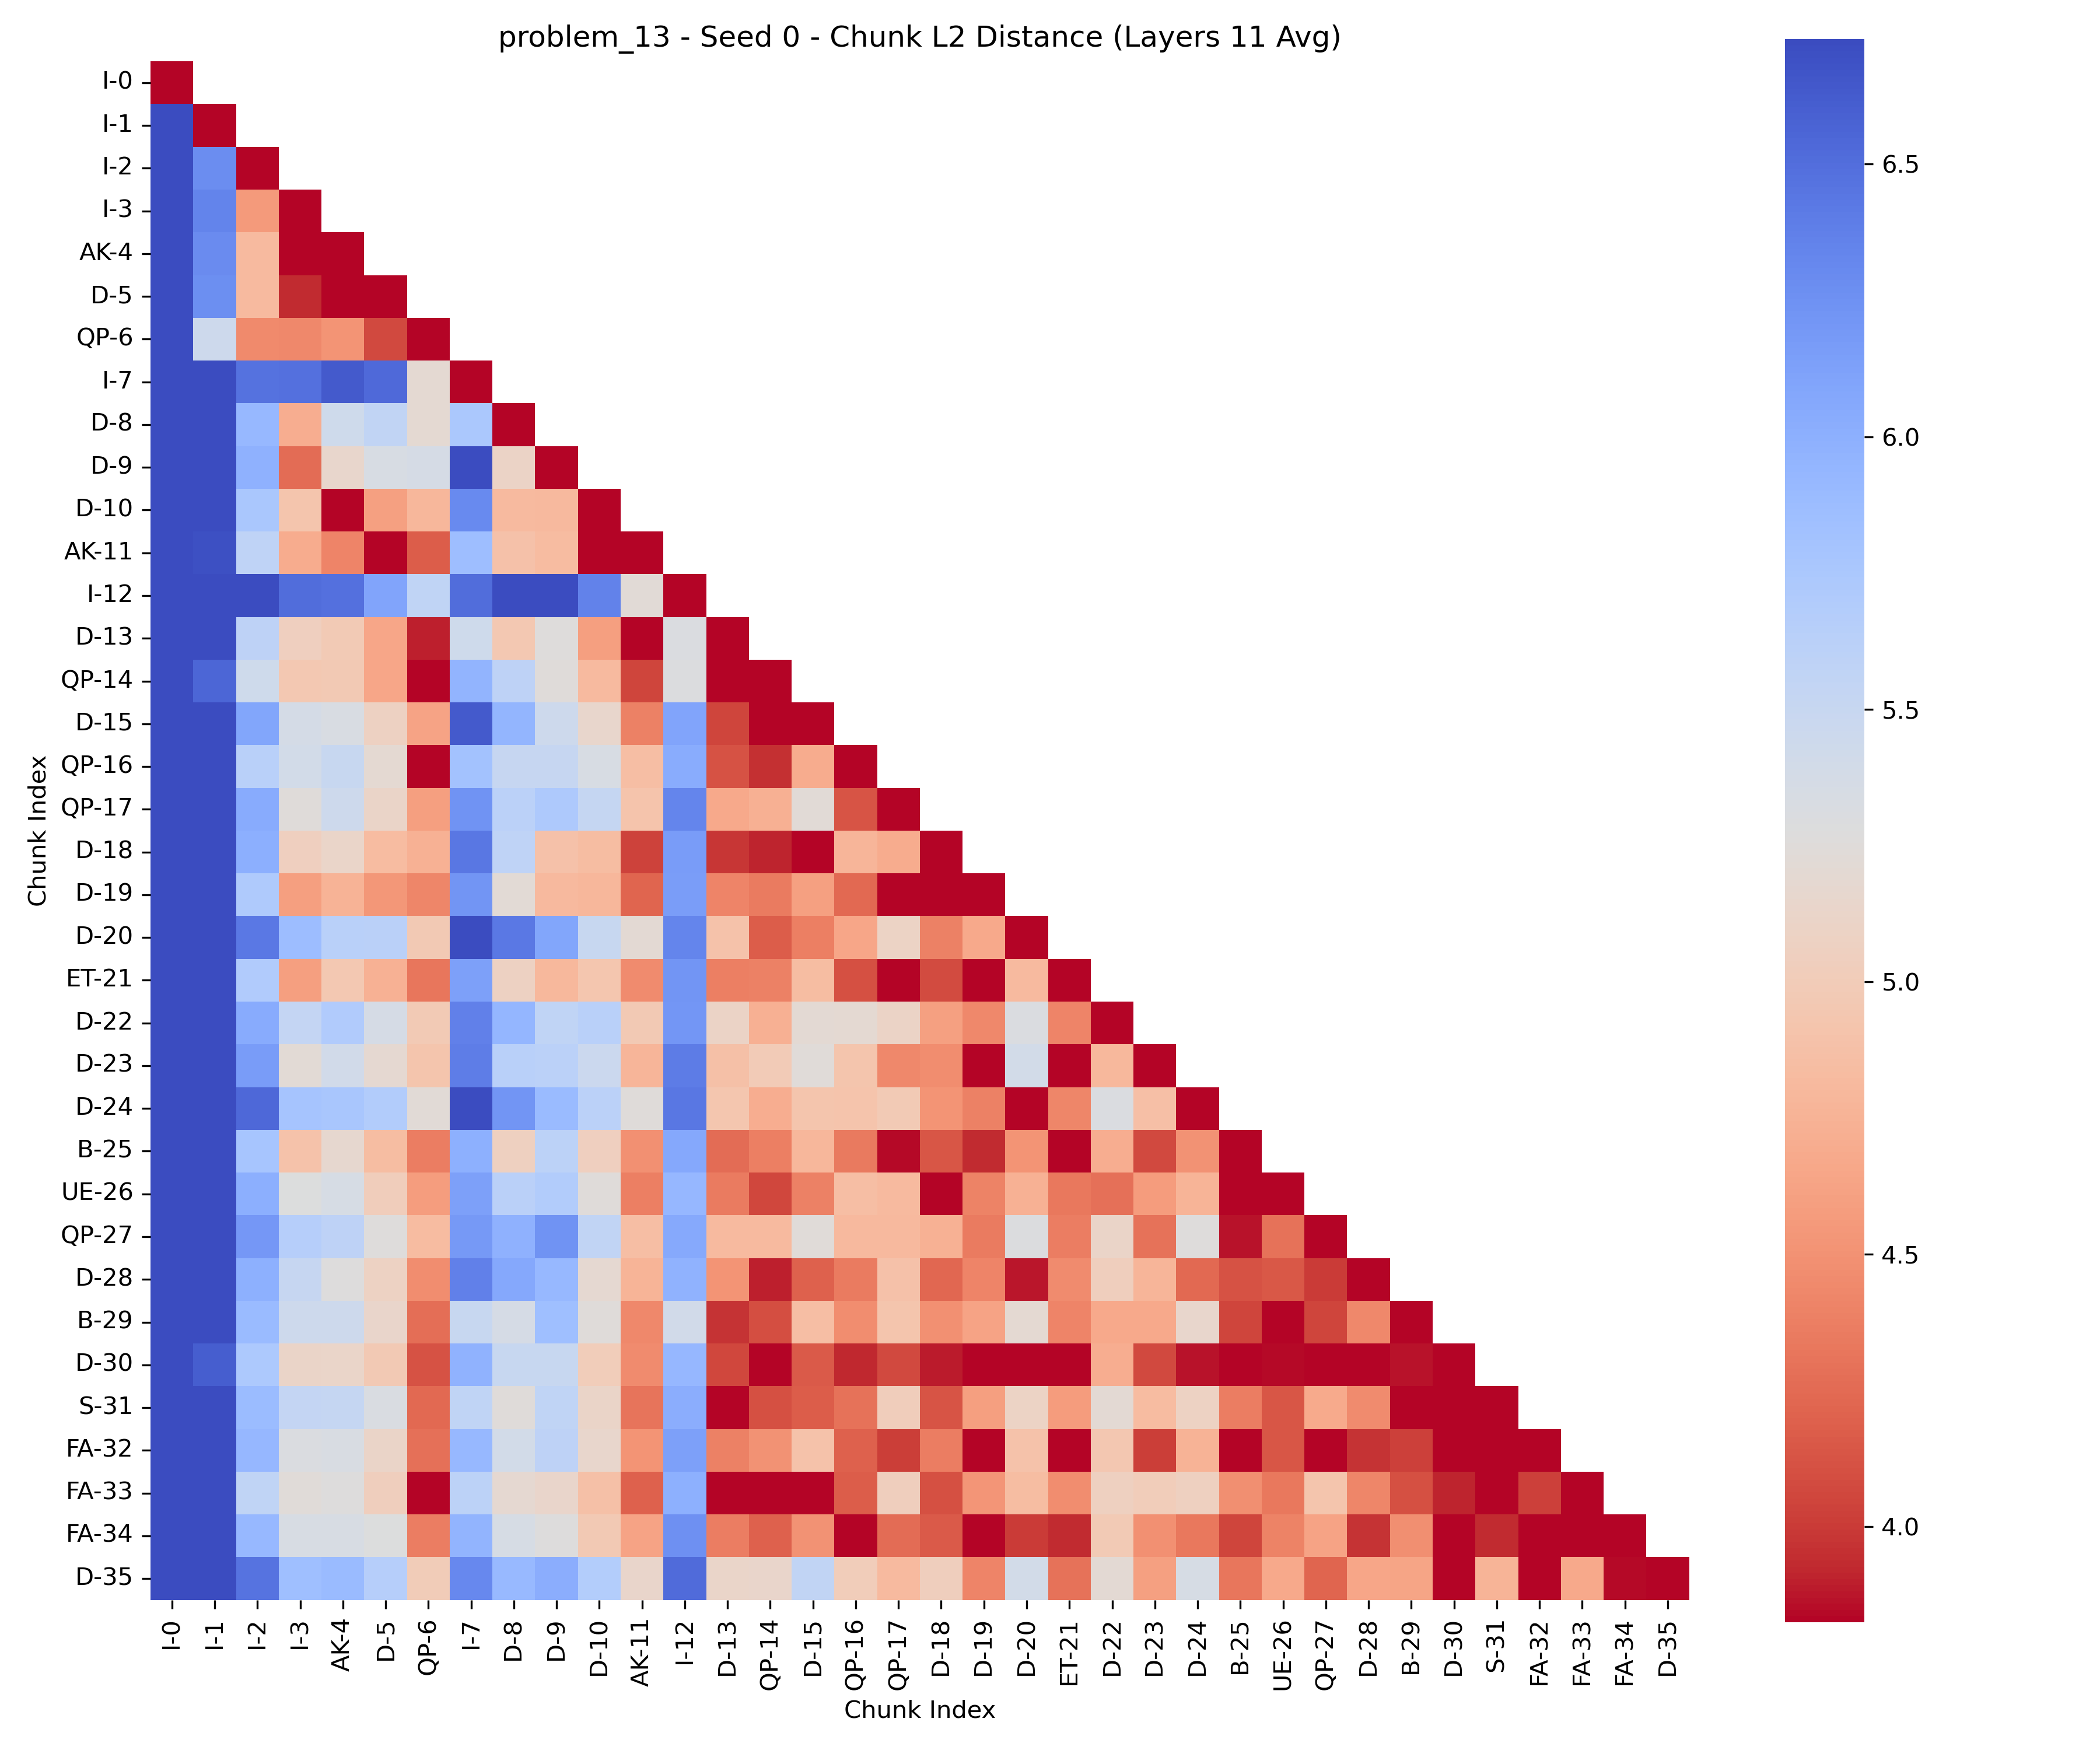 problem_13 - Seed 0 - Chunk L2 Distance (Layers 11 Avg)
Chunk Index
I-0
I-1
I-2
I-3
AK-4
D-5
QP-6
I-7
D-8
D-9
D-10
AK-11
I-12
D-13
QP-14
D-15
QP-16
QP-17
D-18
D-19
D-20
ET-21
D-22
D-23
D-24
B-25
UE-26
QP-27
D-28
B-29
D-30
S-31
FA-32
FA-33
FA-34
D-35
I-0 I-1 I-2 I-3 AK-4 D-5 QP-6 I-7 D-8 D-9 D-10 AK-11 I-12 D-13 QP-14 D-15 QP-16 QP-17 D-18 D-19 D-20 ET-21 D-22 D-23 D-24 B-25 UE-26 QP-27 D-28 B-29 D-30 S-31 FA-32 FA-33 FA-34 D-35
Chunk Index
6.5
6.0
5.5
5.0
4.5
4.0